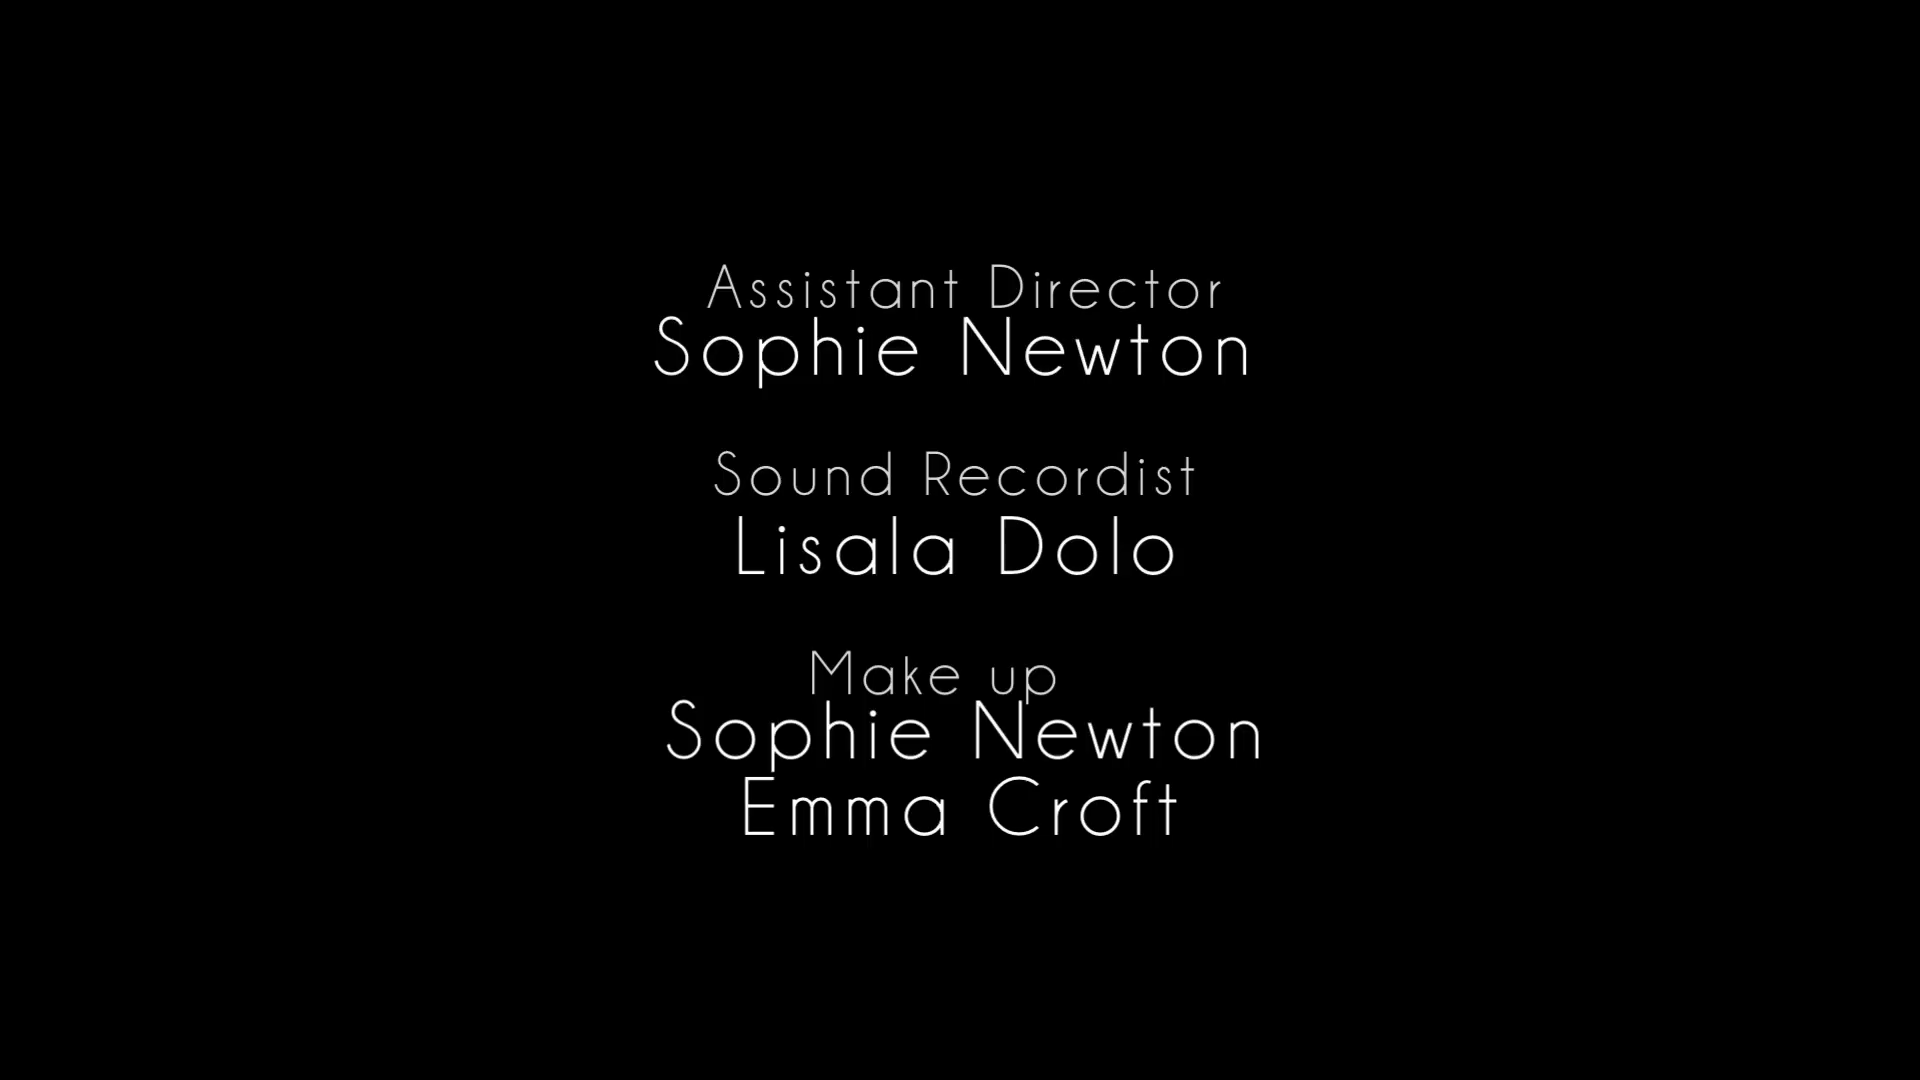 Assistant Director
Sophie Newton
Sound Recordist
Lisala Dolo
Make up
Sophie Newton
Emma Croft